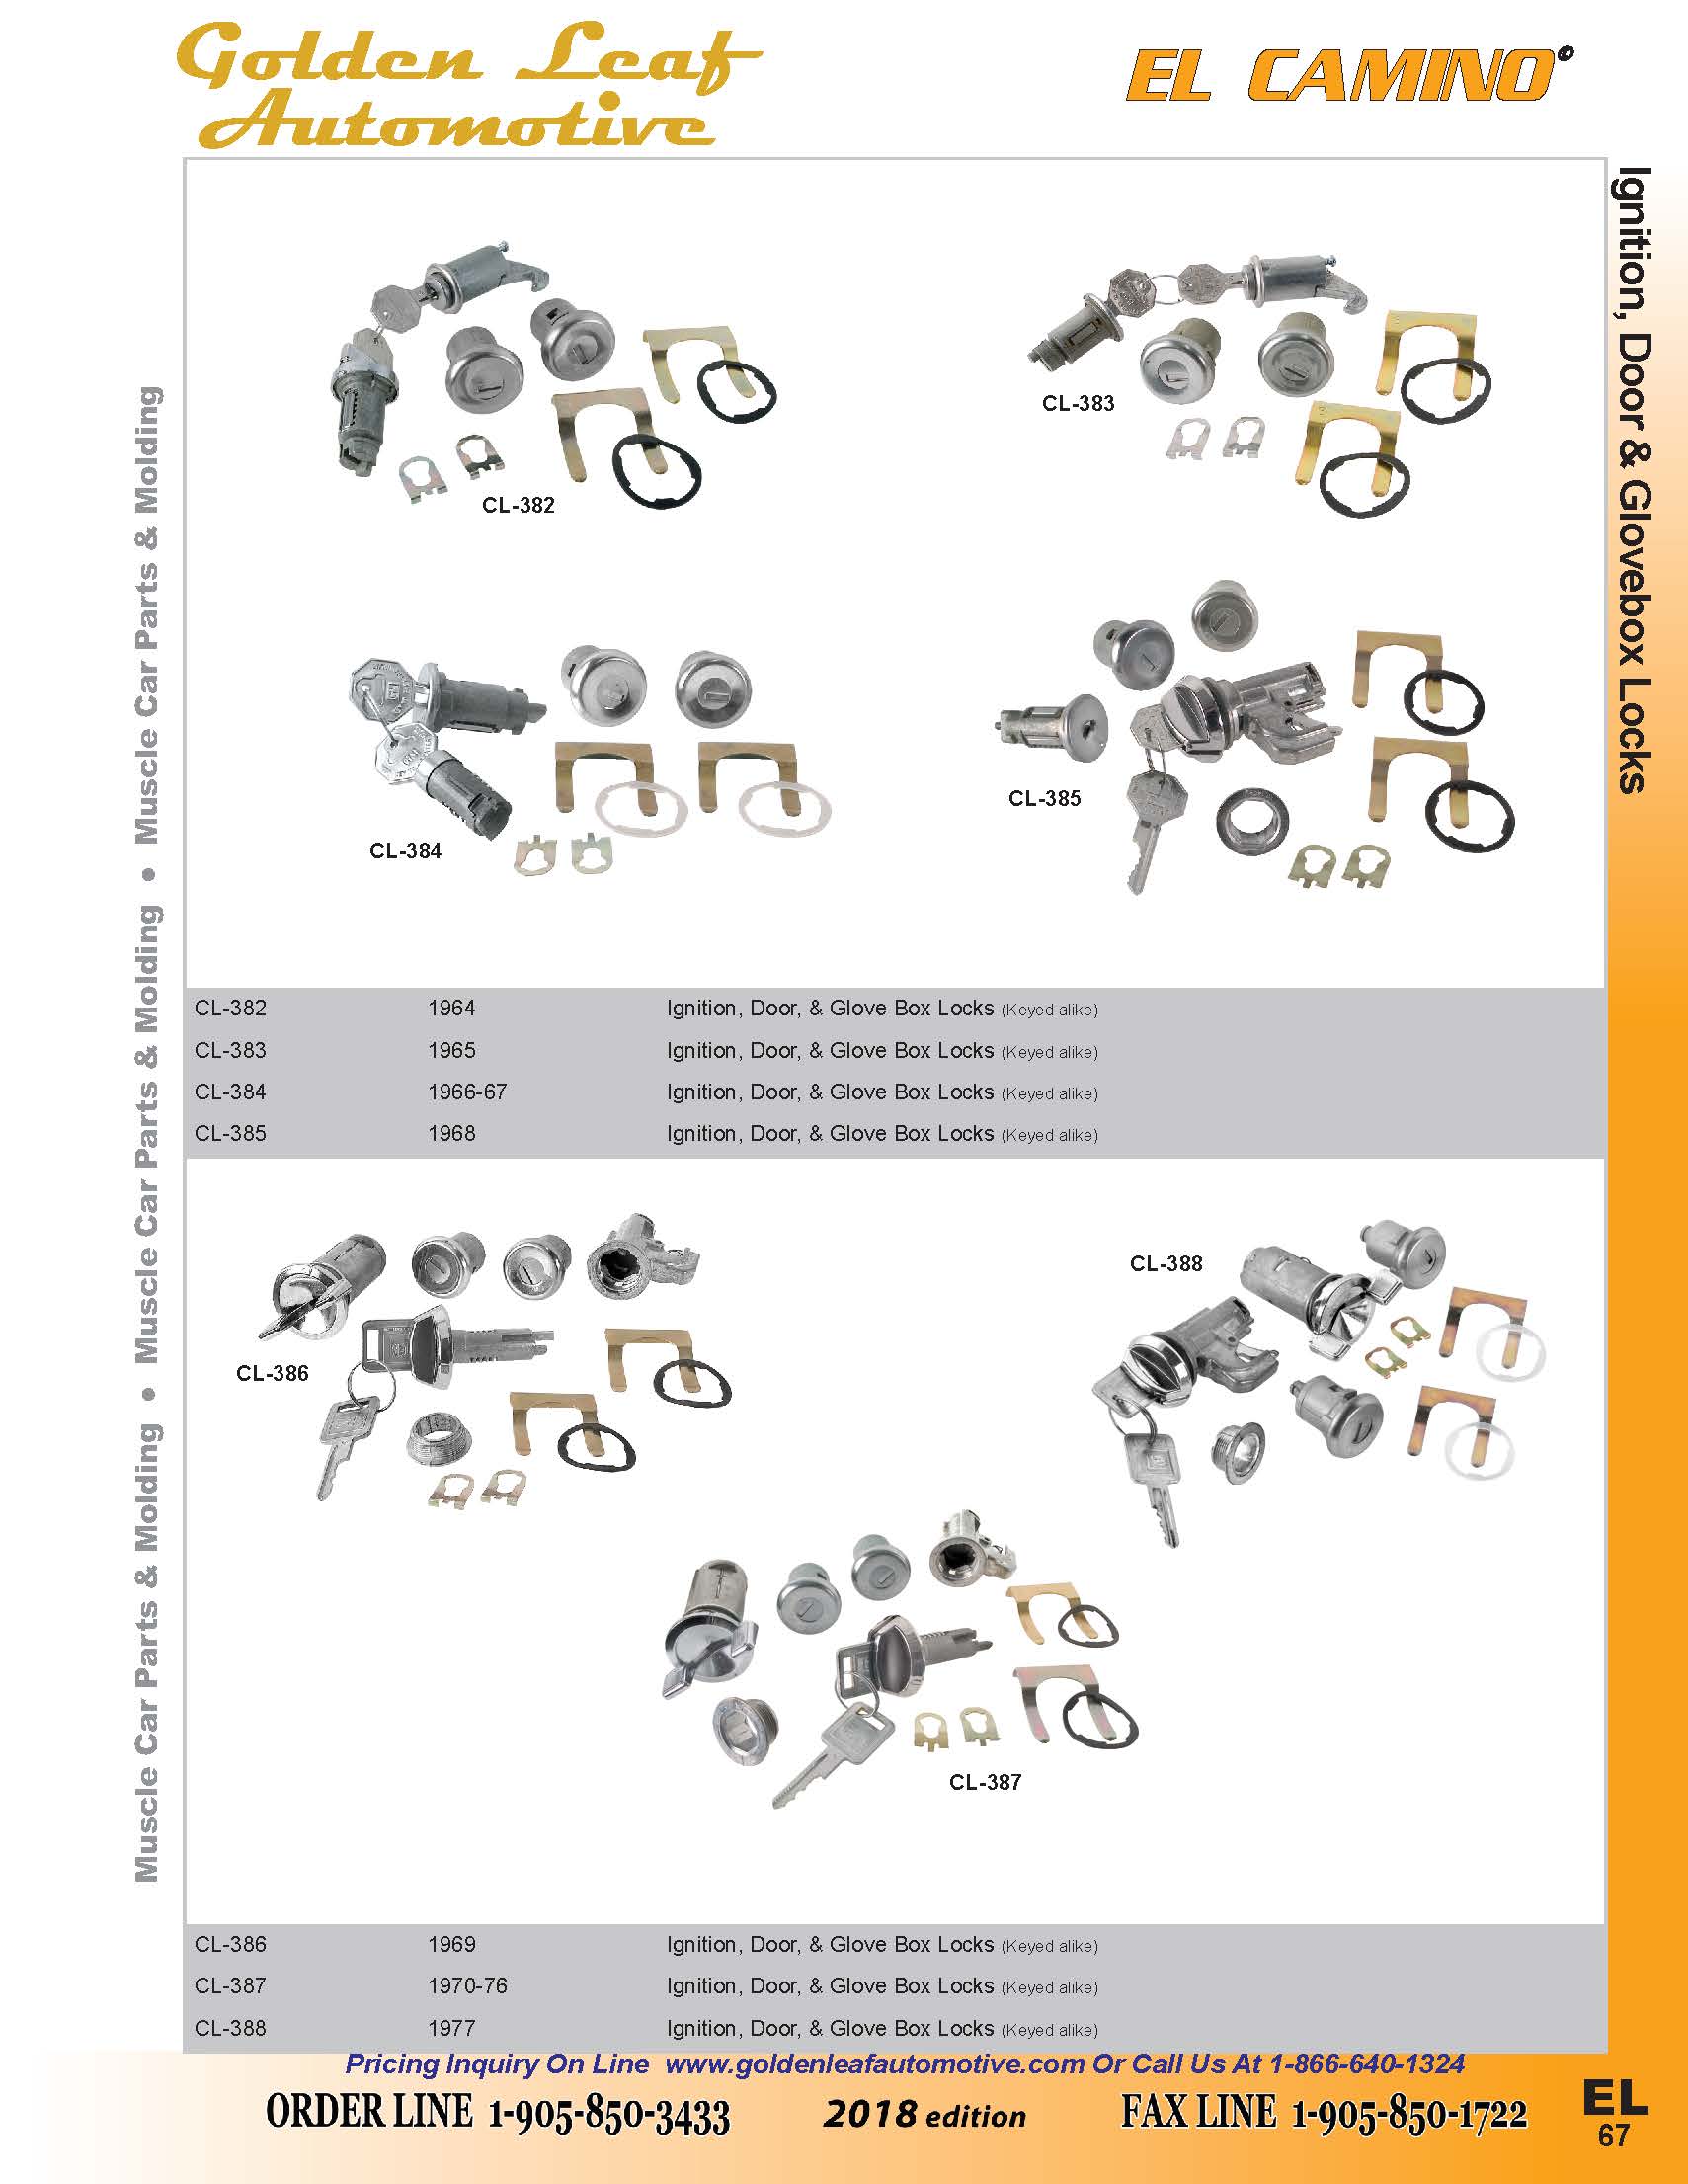 Golden Leaf
Automotive
EL CAMINO
Ignition, Door & Glovebox Locks
Muscle Car Parts & Molding • Muscle Car Parts & Molding • Muscle Car Parts & Molding
CL-382
CL-383
CL-384
CL-385
CL-382 1964 Ignition, Door, & Glove Box Locks (Keyed alike)
CL-383 1965 Ignition, Door, & Glove Box Locks (Keyed alike)
CL-384 1966-67 Ignition, Door, & Glove Box Locks (Keyed alike)
CL-385 1968 Ignition, Door, & Glove Box Locks (Keyed alike)
CL-388
CL-386
CL-387
CL-386 1969 Ignition, Door, & Glove Box Locks (Keyed alike)
CL-387 1970-76 Ignition, Door, & Glove Box Locks (Keyed alike)
CL-388 1977 Ignition, Door, & Glove Box Locks (Keyed alike)
Pricing Inquiry On Line www.goldenleafautomotive.com Or Call Us At 1-866-640-1324
ORDER LINE 1-905-850-3433 2018 edition FAX LINE 1-905-850-1722
EL
67